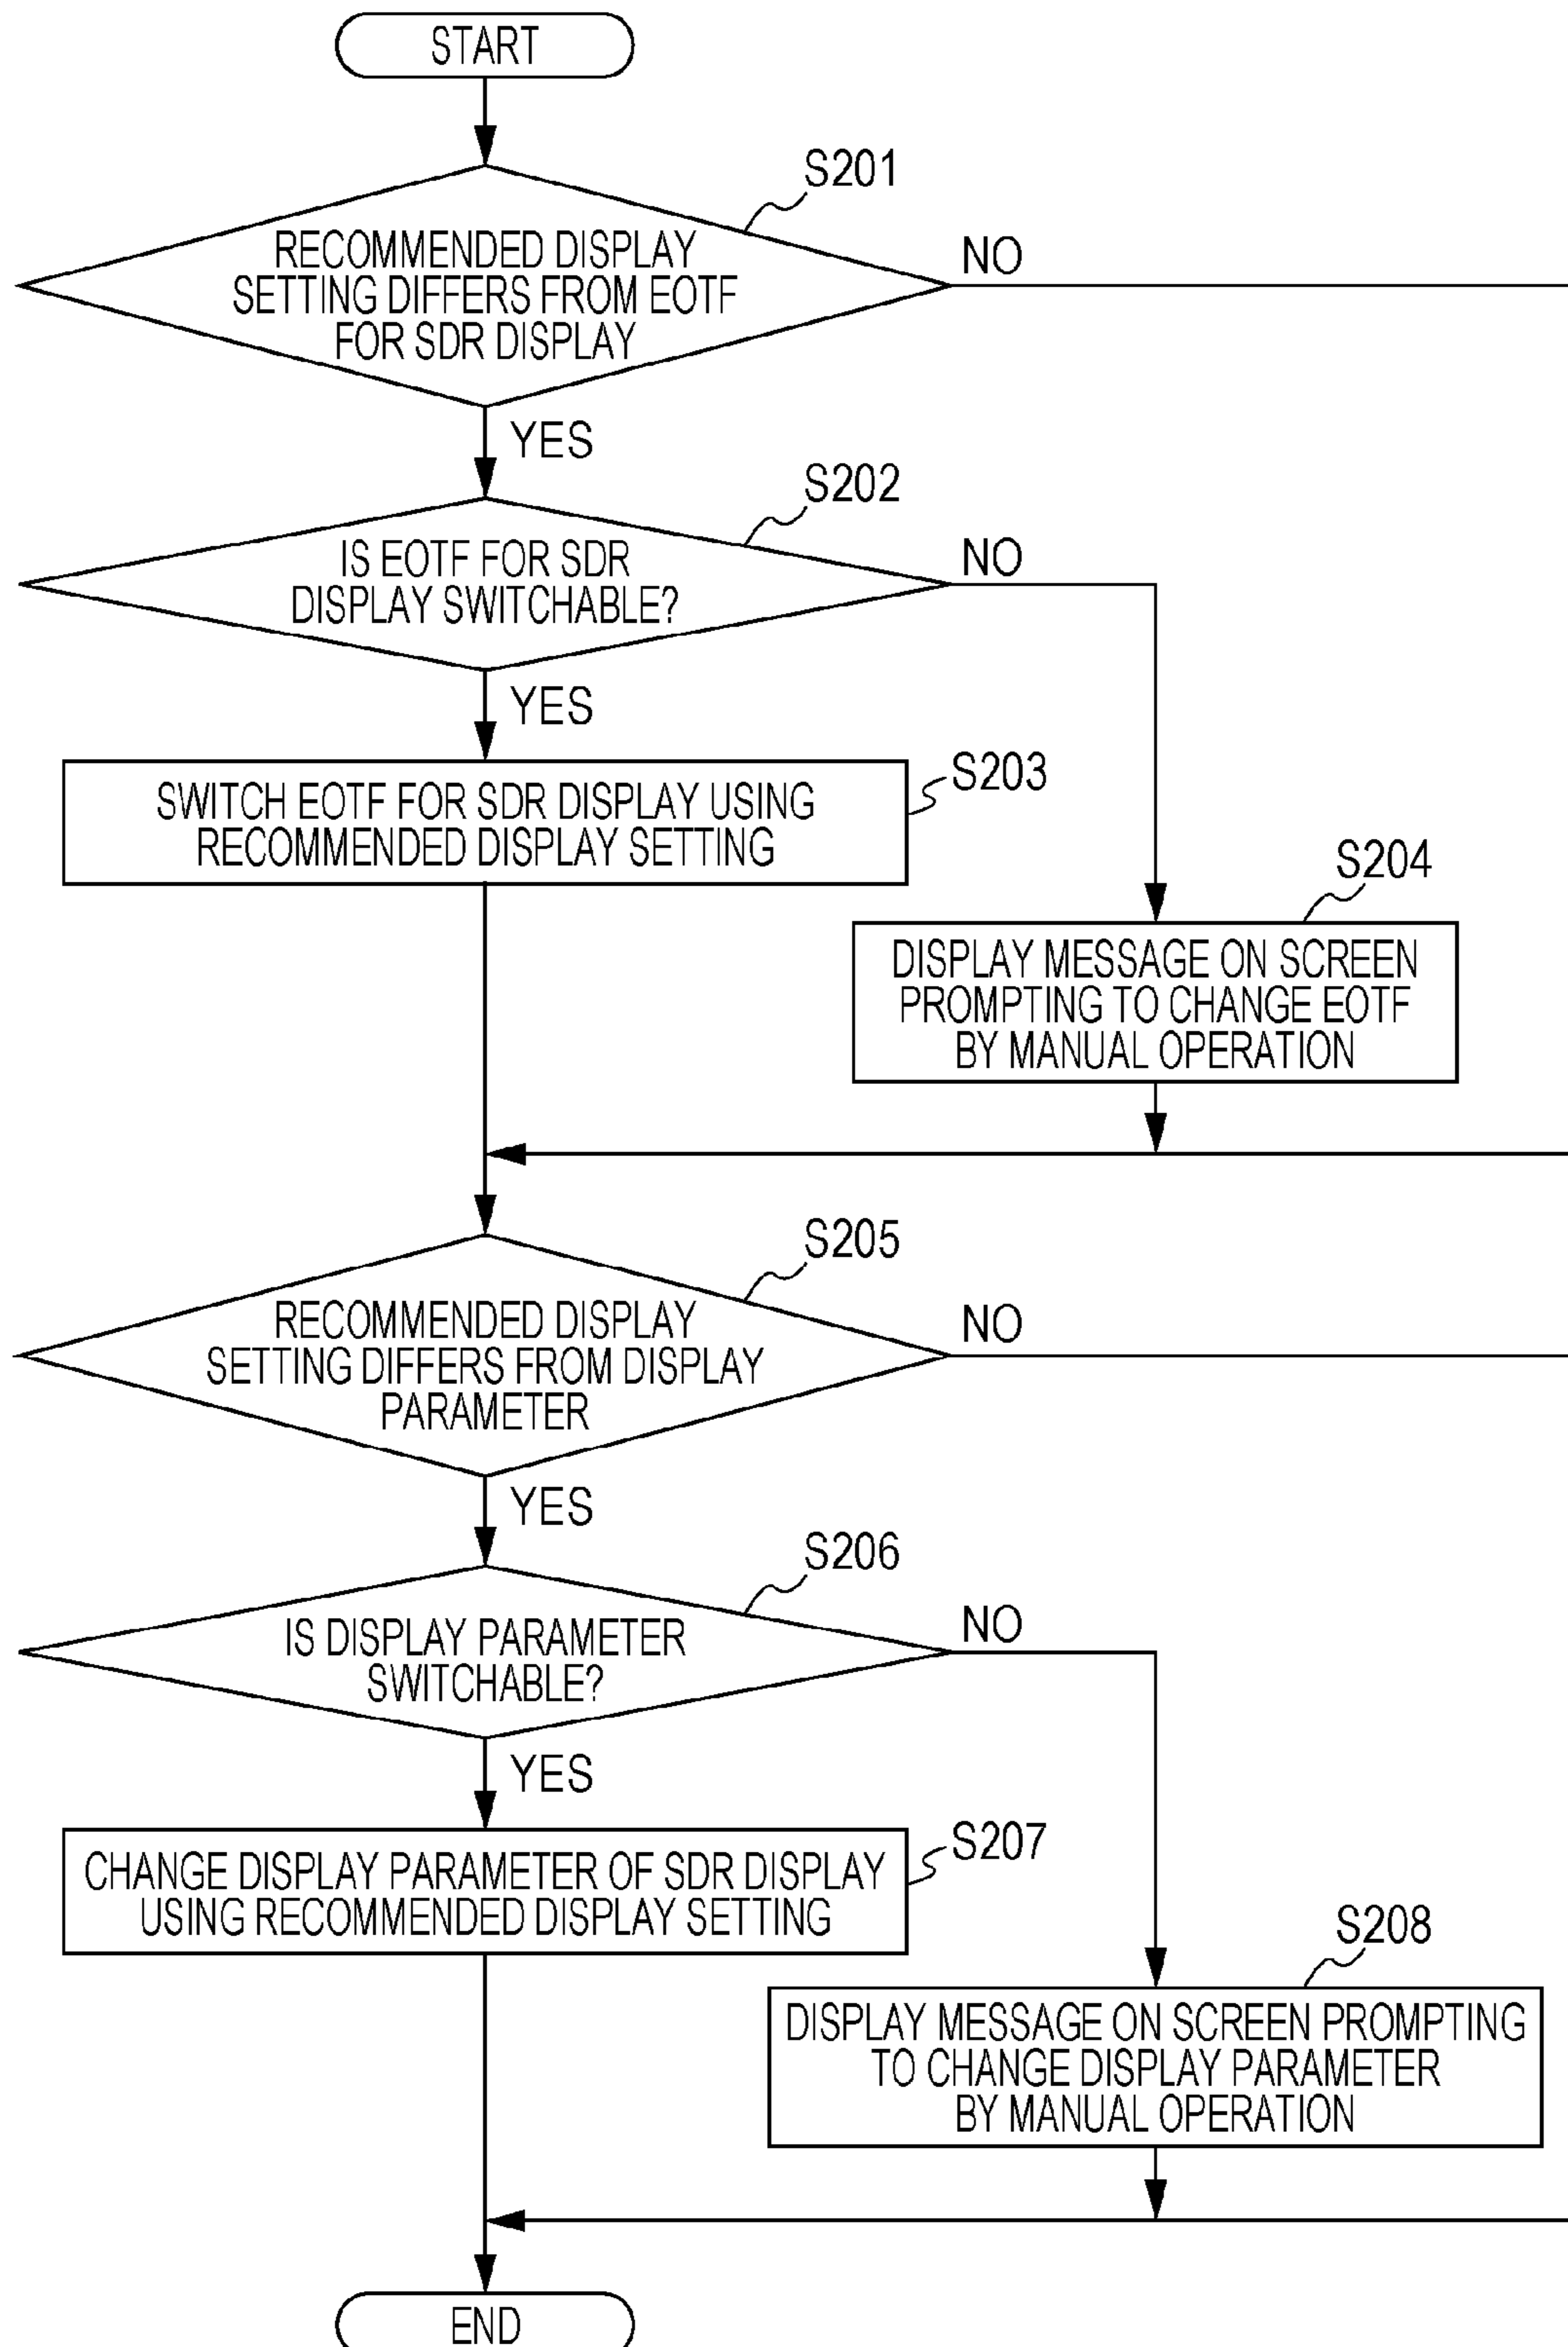 START
S201
RECOMMENDED DISPLAY
SETTING DIFFERS FROM EOTF
FOR SDR DISPLAY
NO
YES
S202
IS EOTF FOR SDR
DISPLAY SWITCHABLE?
NO
YES
S203
SWITCH EOTF FOR SDR DISPLAY USING
RECOMMENDED DISPLAY SETTING
S204
DISPLAY MESSAGE ON SCREEN
PROMPTING TO CHANGE EOTF
BY MANUAL OPERATION
S205
RECOMMENDED DISPLAY
SETTING DIFFERS FROM DISPLAY
PARAMETER
NO
YES
S206
IS DISPLAY PARAMETER
SWITCHABLE?
NO
YES
S207
CHANGE DISPLAY PARAMETER OF SDR DISPLAY
USING RECOMMENDED DISPLAY SETTING
S208
DISPLAY MESSAGE ON SCREEN PROMPTING
TO CHANGE DISPLAY PARAMETER
BY MANUAL OPERATION
END